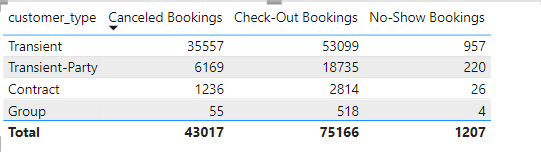 customer_type Canceled Bookings Check-Out Bookings No-Show Bookings
Transient 35557 53099 957
Transient-Party 6169 18735 220
Contract 1236 2814 26
Group 55 518 4
Total 43017 75166 1207